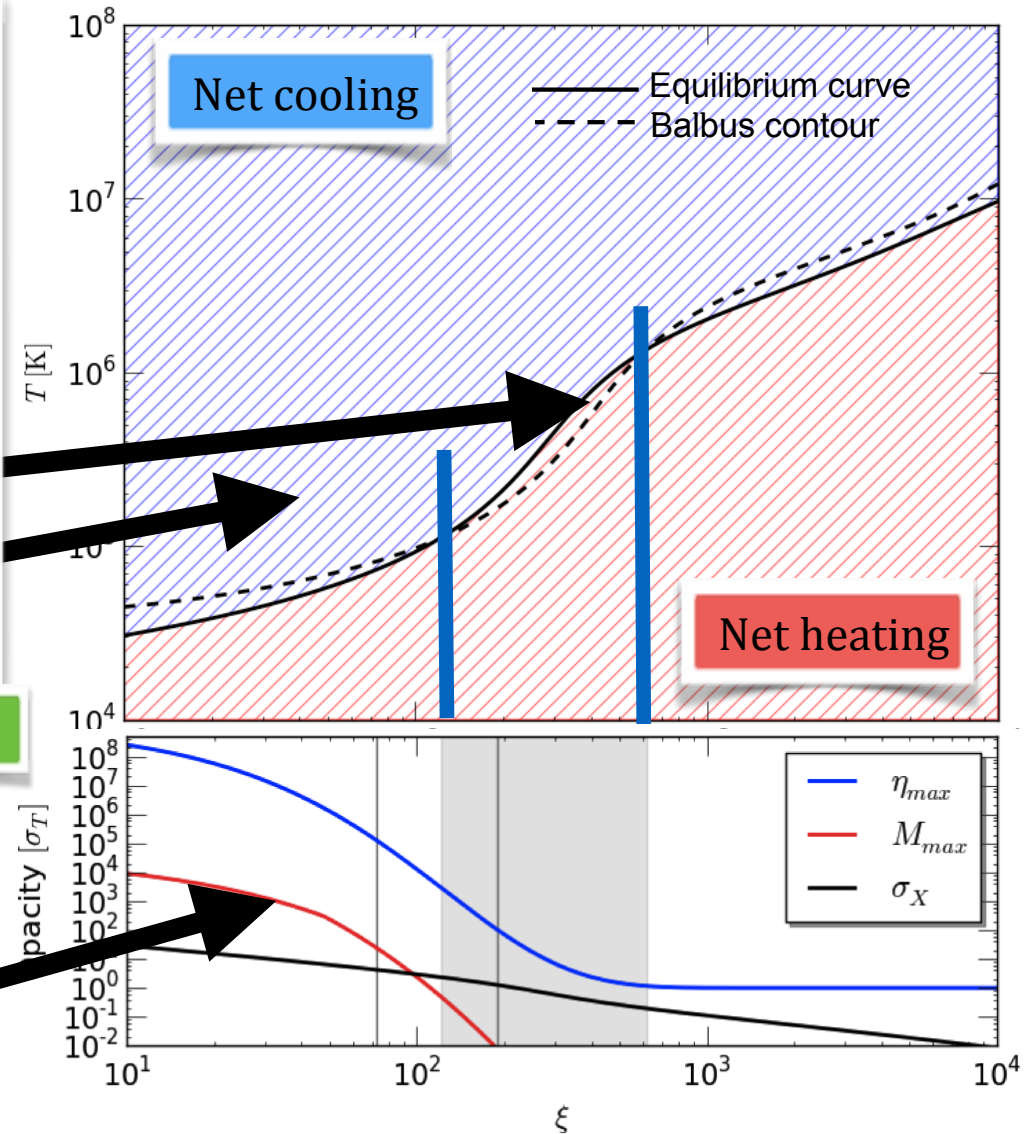 10^8
Net cooling
Equilibrium curve
Balbus contour
10^7
T [K]
10^6
Net heating
10^4
10^8
10^7
10^6
10^5
10^4
10^3
10^2
10^0
10^-1
10^-2
pacity [σ_T]
η_max
M_max
σ_X
10^1
10^2
10^3
10^4
ξ